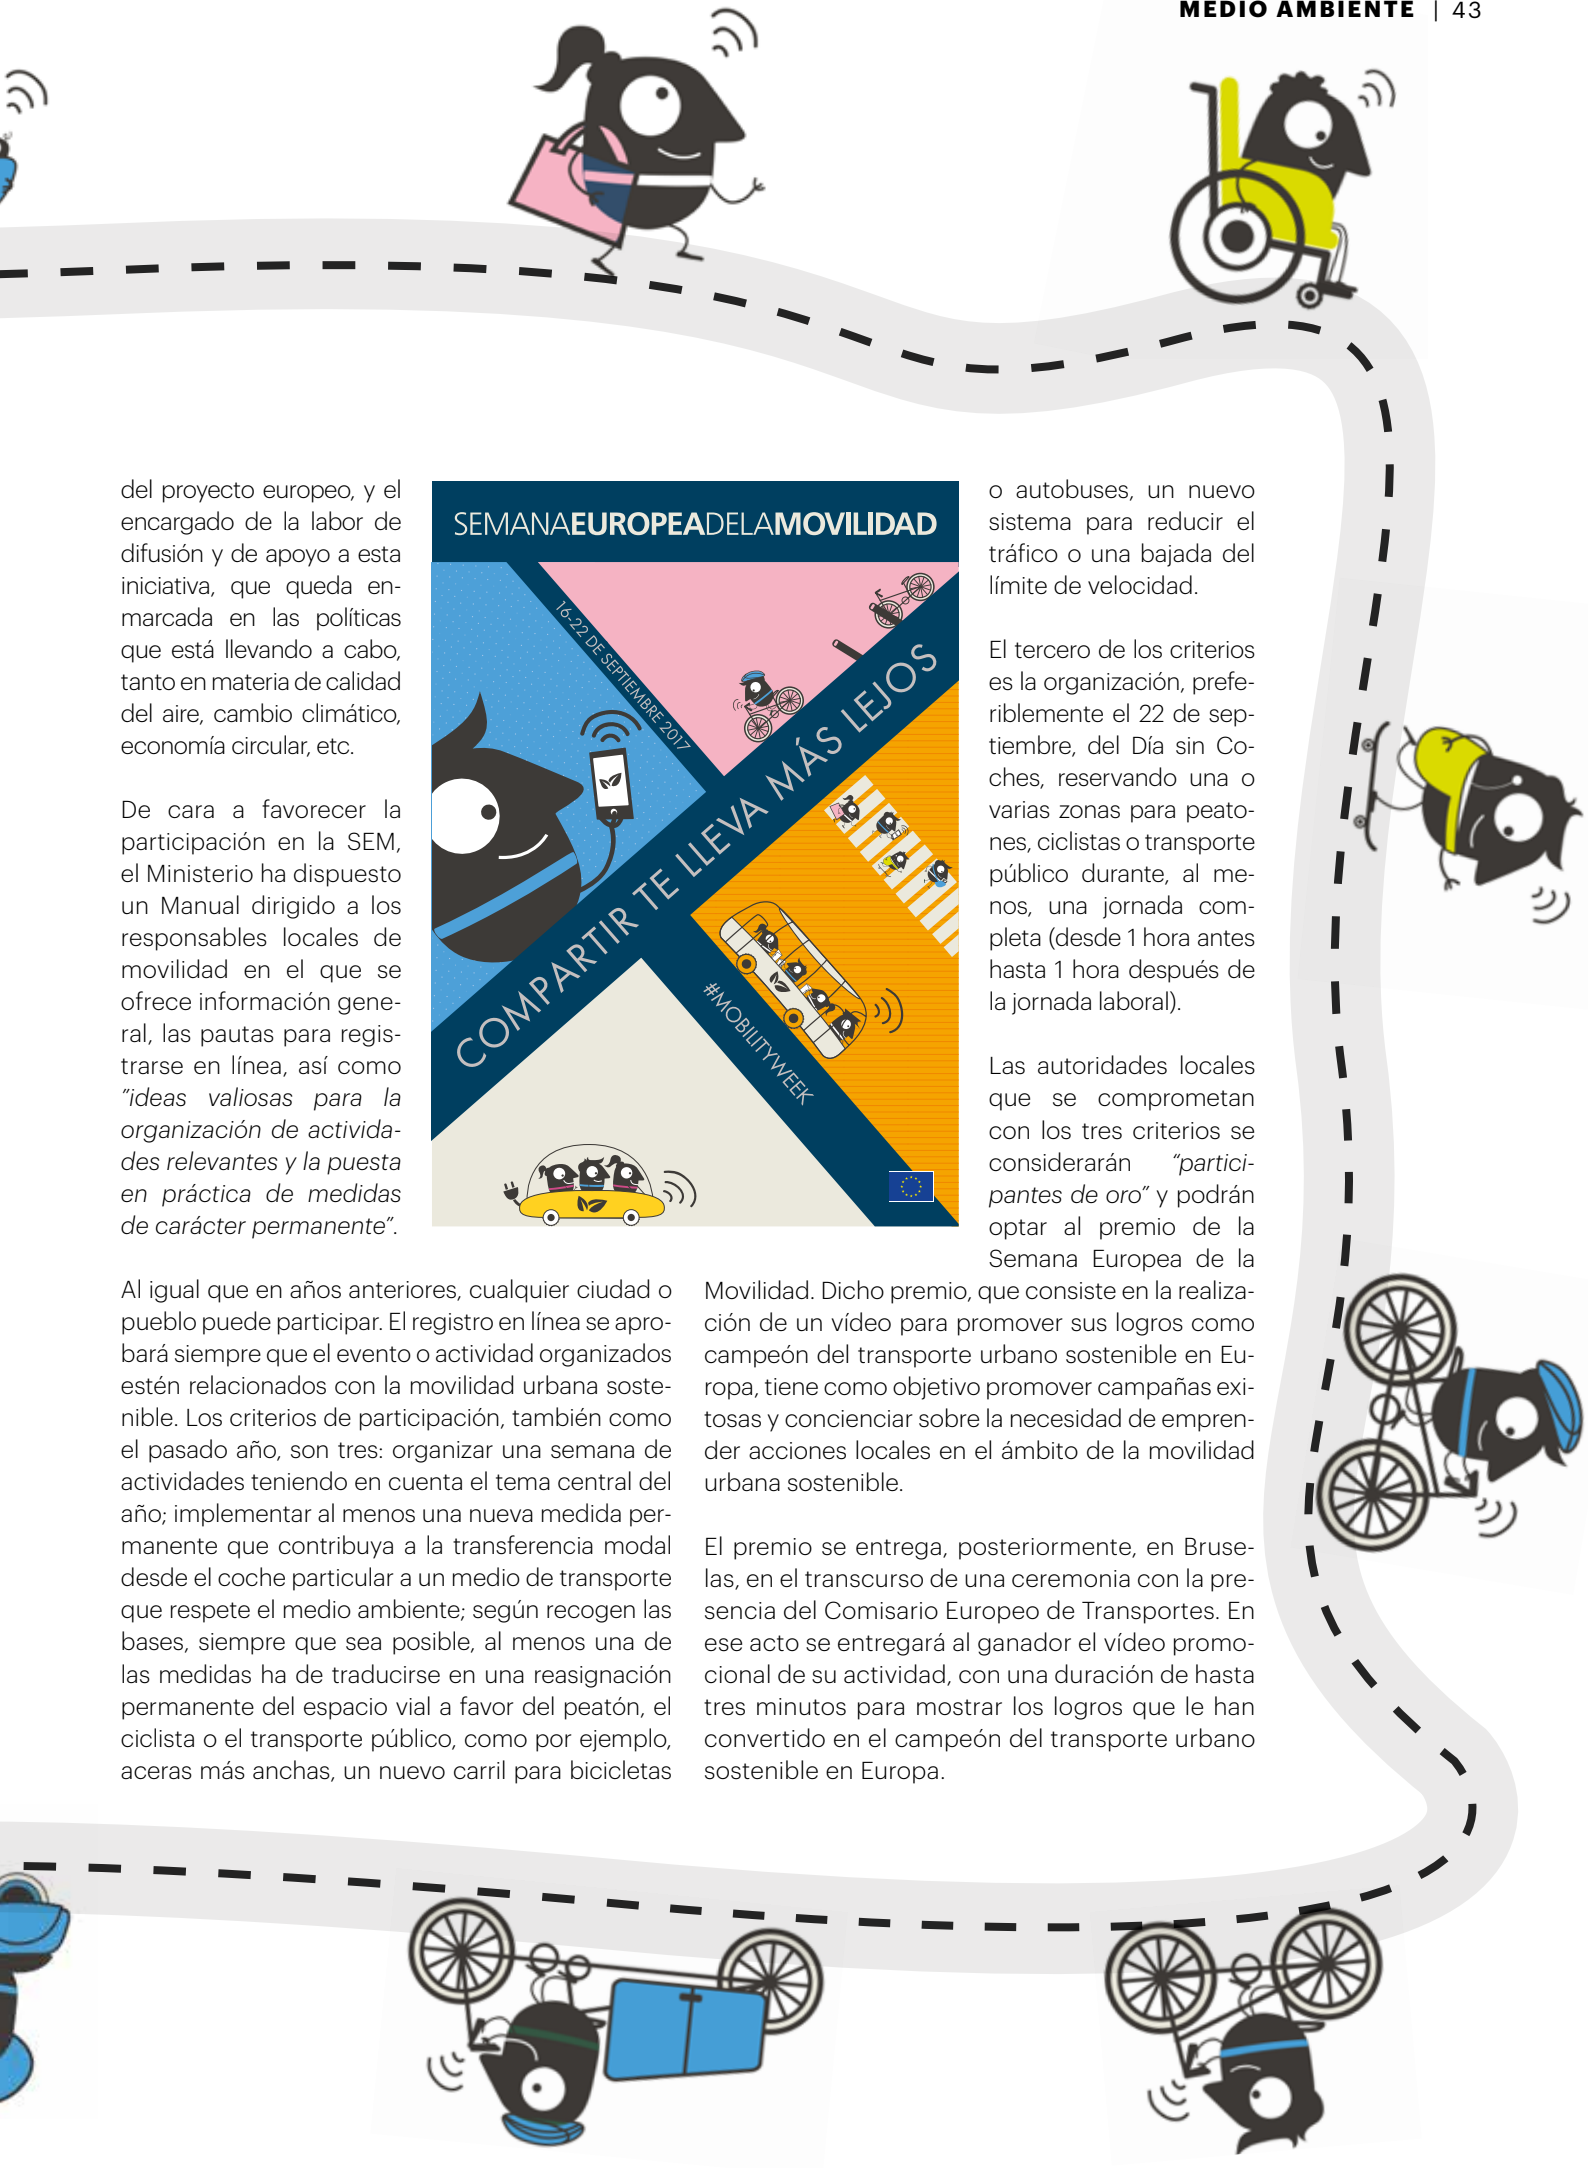 MEDIO AMBIENTE | 43
del proyecto europeo, y el
encargado de la labor de
difusión y de apoyo a esta
iniciativa, que queda en-
marcada en las políticas
que está llevando a cabo,
tanto en materia de calidad
del aire, cambio climático,
economía circular, etc.
De cara a favorecer la
participación en la SEM,
el Ministerio ha dispuesto
un Manual dirigido a los
responsables locales de
movilidad en el que se
ofrece información gene-
ral, las pautas para regis-
trarse en línea, así como
"ideas valiosas para la
organización de activida-
des relevantes y la puesta
en práctica de medidas
de carácter permanente".
Al igual que en años anteriores, cualquier ciudad o
pueblo puede participar. El registro en línea se apro-
bará siempre que el evento o actividad organizados
estén relacionados con la movilidad urbana soste-
nible. Los criterios de participación, también como
el pasado año, son tres: organizar una semana de
actividades teniendo en cuenta el tema central del
año; implementar al menos una nueva medida per-
manente que contribuya a la transferencia modal
desde el coche particular a un medio de transporte
que respete el medio ambiente; según recogen las
bases, siempre que sea posible, al menos una de
las medidas ha de traducirse en una reasignación
permanente del espacio vial a favor del peatón, el
ciclista o el transporte público, como por ejemplo,
aceras más anchas, un nuevo carril para bicicletas
SEMANAEUROPEADELAMOVILIDAD
16-22 DE SEPTIEMBRE 2017
COMPARTIR TE LLEVA MÁS LEJOS
#MOBILITYWEEK
o autobuses, un nuevo
sistema para reducir el
tráfico o una bajada del
límite de velocidad.
El tercero de los criterios
es la organización, prefe-
riblemente el 22 de sep-
tiembre, del Día sin Co-
ches, reservando una o
varias zonas para peato-
nes, ciclistas o transporte
público durante, al me-
nos, una jornada com-
pleta (desde 1 hora antes
hasta 1 hora después de
la jornada laboral).
Las autoridades locales
que se comprometan
con los tres criterios se
considerarán "partici-
pantes de oro" y podrán
optar al premio de la
Semana Europea de la
Movilidad. Dicho premio, que consiste en la realiza-
ción de un vídeo para promover sus logros como
campeón del transporte urbano sostenible en Eu-
ropa, tiene como objetivo promover campañas exi-
tosas y concienciar sobre la necesidad de empren-
der acciones locales en el ámbito de la movilidad
urbana sostenible.
El premio se entrega, posteriormente, en Bruse-
las, en el transcurso de una ceremonia con la pre-
sencia del Comisario Europeo de Transportes. En
ese acto se entregará al ganador el vídeo promo-
cional de su actividad, con una duración de hasta
tres minutos para mostrar los logros que le han
convertido en el campeón del transporte urbano
sostenible en Europa.